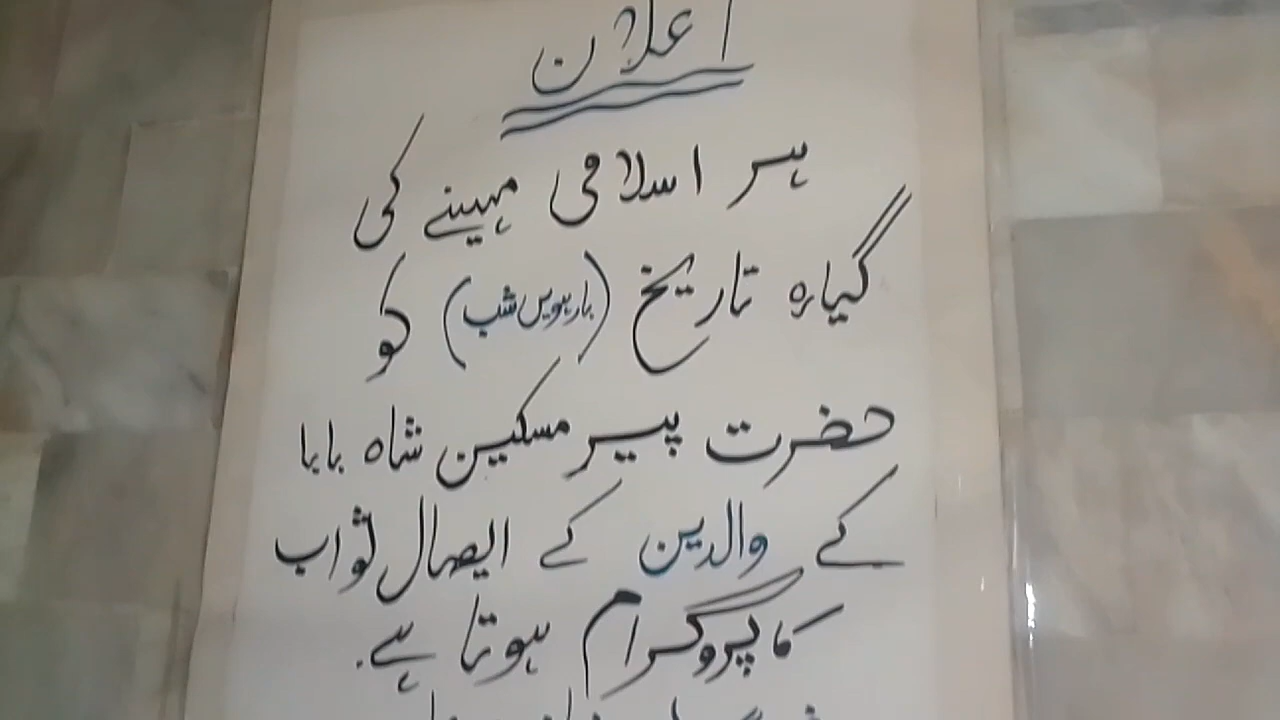 اعلان
ہر اسلامی مہینے کی
گیارہ تاریخ (بارہویں شب) کو
حضرت پیر مسکین شاہ بابا
کے والدین کے ایصال ثواب
کا پروگرام ہوتا ہے.